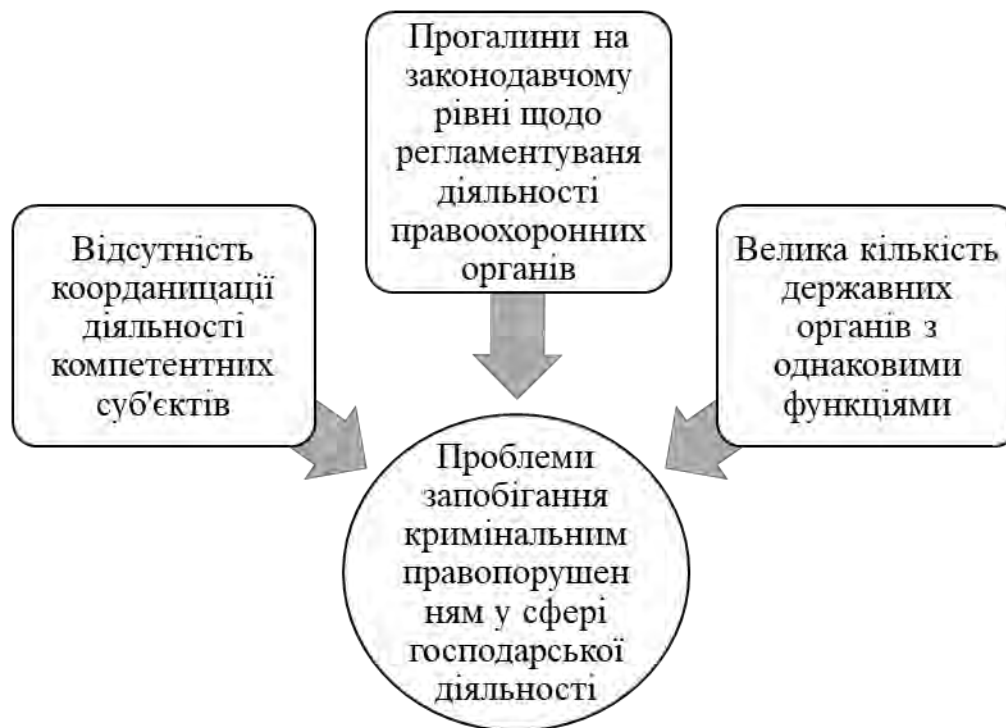 Прогалини на
законодавчому
рівні щодо
регламентуваня
діяльності
правоохоронних
органів
Відсутність
коорданицації
діяльності
компетентних
суб'єктів
Велика кількість
державних
органів з
однаковими
функціями
Проблеми
запобігання
кримінальним
правопорушен
ням у сфері
господарської
діяльності